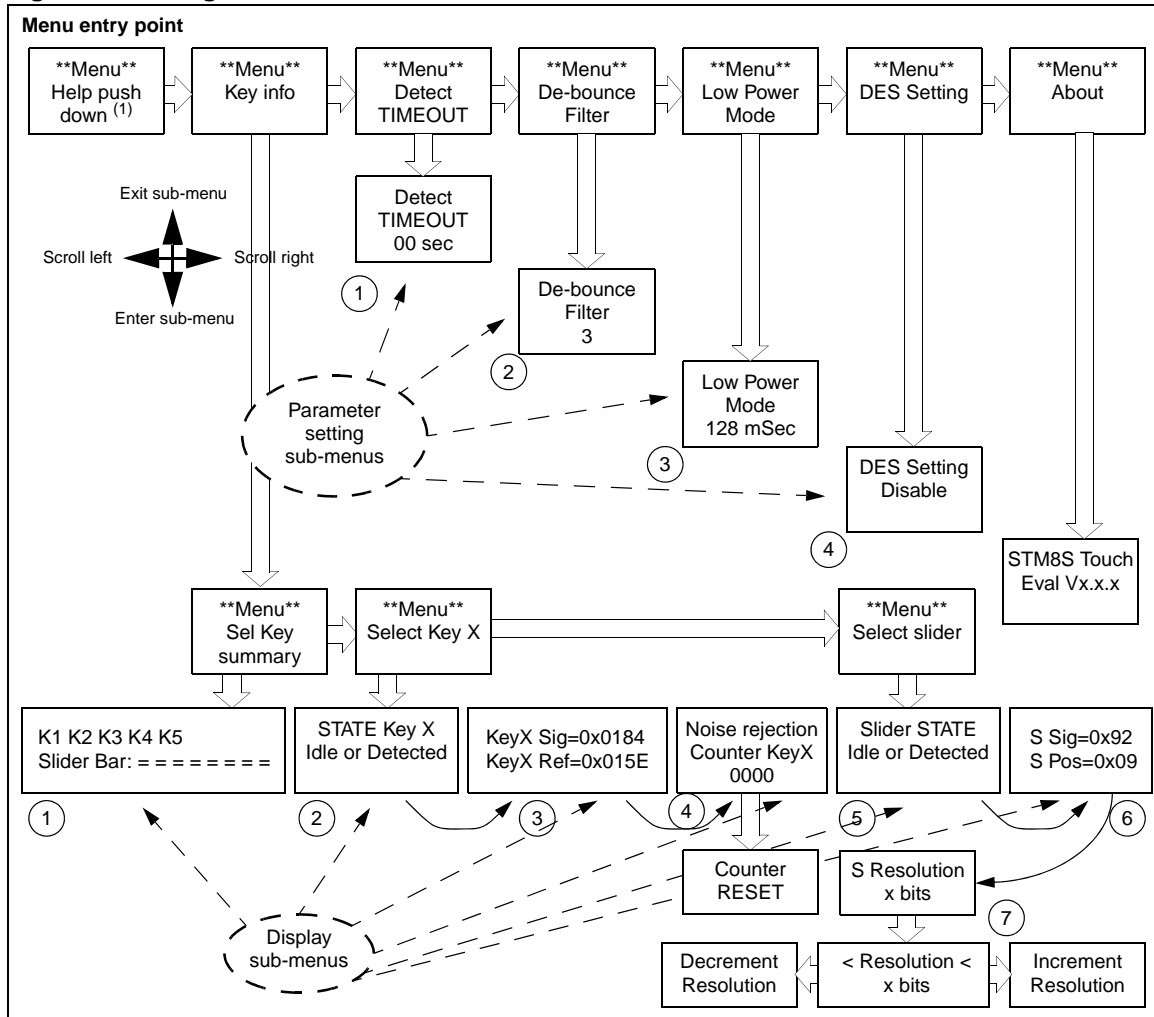 Menu entry point
**Menu**
Help push
down (1)
**Menu**
Key info
**Menu**
Detect
TIMEOUT
**Menu**
De-bounce
Filter
**Menu**
Low Power
Mode
**Menu**
DES Setting
**Menu**
About
Exit sub-menu
Scroll left
Scroll right
Enter sub-menu
Detect
TIMEOUT
00 sec
1
De-bounce
Filter
3
2
Low Power
Mode
128 mSec
3
Parameter
setting
sub-menus
DES Setting
Disable
4
STM8S Touch
Eval Vx.x.x
**Menu**
Sel Key
summary
**Menu**
Select Key X
**Menu**
Select slider
K1 K2 K3 K4 K5
Slider Bar: = = = = = = = =
1
STATE Key X
Idle or Detected
2
KeyX Sig=0x0184
KeyX Ref=0x015E
3
Noise rejection
Counter KeyX
0000
4
Slider STATE
Idle or Detected
5
S Sig=0x92
S Pos=0x09
6
Counter
RESET
S Resolution
x bits
7
Display
sub-menus
Decrement
Resolution
< Resolution <
x bits
Increment
Resolution